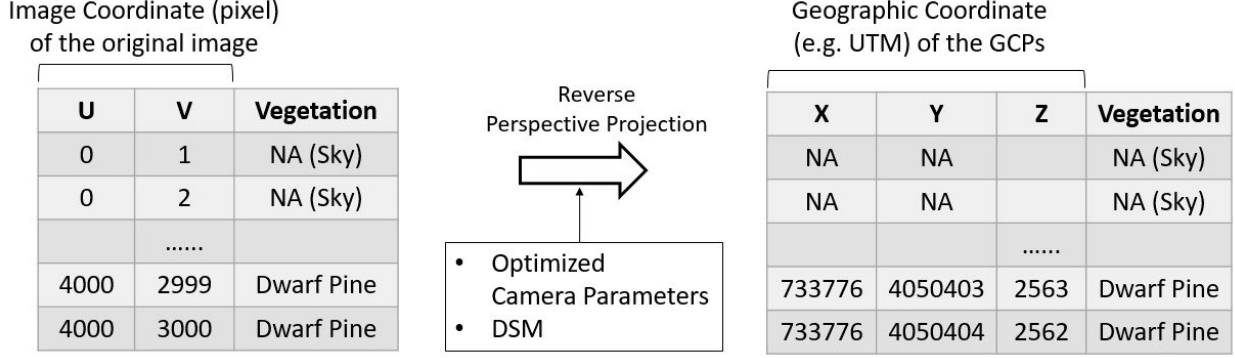 Image Coordinate (pixel)
of the original image
U V Vegetation
0 1 NA (Sky)
0 2 NA (Sky)
......
4000 2999 Dwarf Pine
4000 3000 Dwarf Pine
Reverse
Perspective Projection
• Optimized
Camera Parameters
• DSM
Geographic Coordinate
(e.g. UTM) of the GCPs
X Y Z Vegetation
NA NA NA (Sky)
NA NA NA (Sky)
......
733776 4050403 2563 Dwarf Pine
733776 4050404 2562 Dwarf Pine